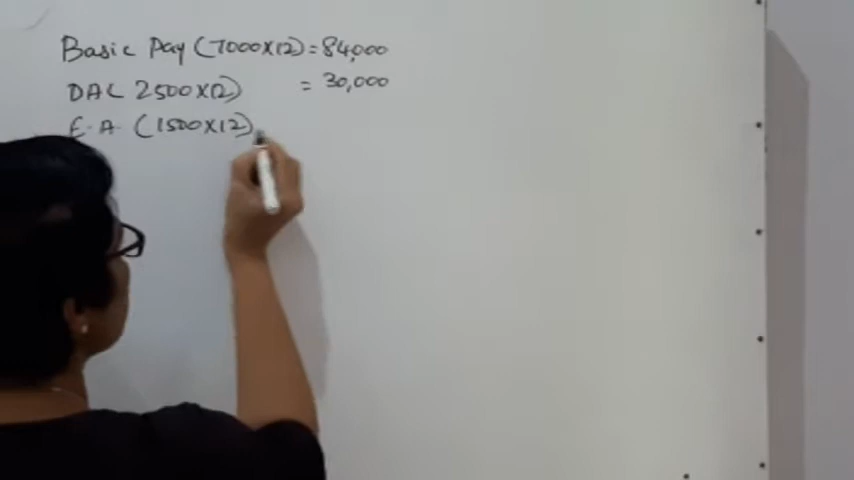 Basic Pay (7000x12) = 84,000
DA ( 2500x12) = 30,000
E.A. (1500x12)